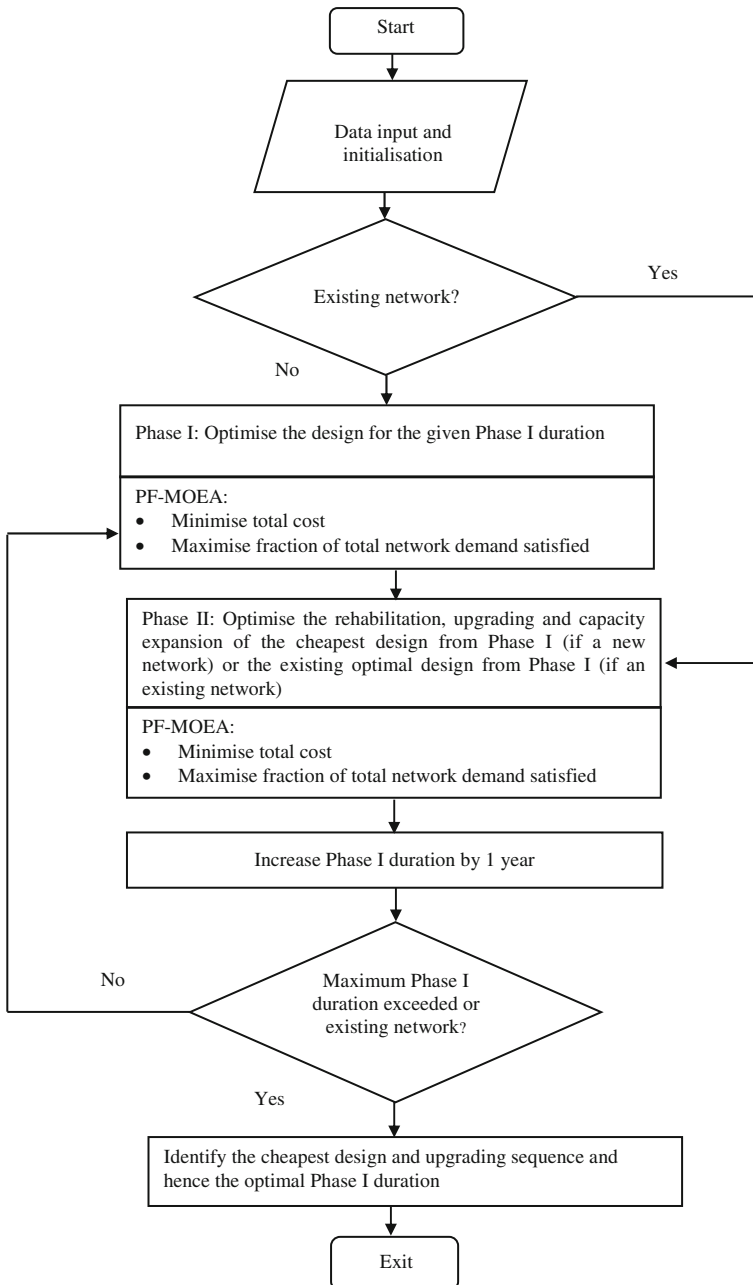 Start
Data input and
initialisation
Existing network?
Yes
No
Phase I: Optimise the design for the given Phase I duration
PF-MOEA:
• Minimise total cost
• Maximise fraction of total network demand satisfied
Phase II: Optimise the rehabilitation, upgrading and capacity
expansion of the cheapest design from Phase I (if a new
network) or the existing optimal design from Phase I (if an
existing network)
PF-MOEA:
• Minimise total cost
• Maximise fraction of total network demand satisfied
Increase Phase I duration by 1 year
No
Maximum Phase I
duration exceeded or
existing network?
Yes
Identify the cheapest design and upgrading sequence and
hence the optimal Phase I duration
Exit